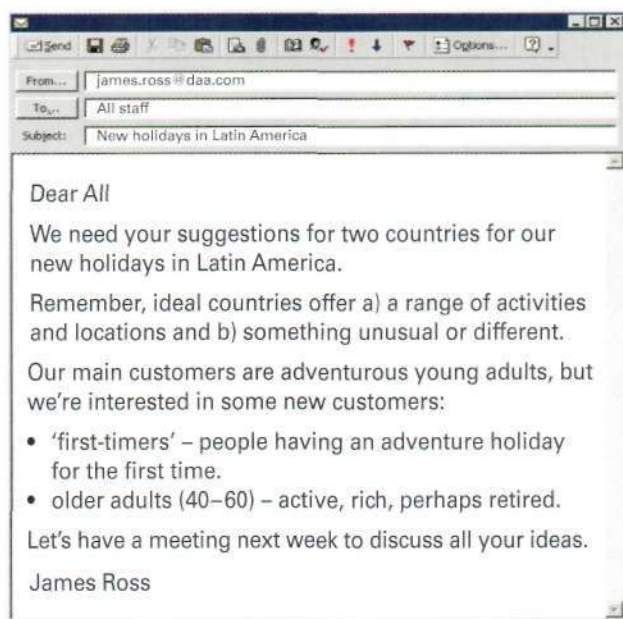 Send
Options...
From... james.ross@daa.com
To... All staff
Subject: New holidays in Latin America
Dear All
We need your suggestions for two countries for our
new holidays in Latin America.
Remember, ideal countries offer a) a range of activities
and locations and b) something unusual or different.
Our main customers are adventurous young adults, but
we're interested in some new customers:
• 'first-timers' – people having an adventure holiday
for the first time.
• older adults (40–60) – active, rich, perhaps retired.
Let's have a meeting next week to discuss all your ideas.
James Ross